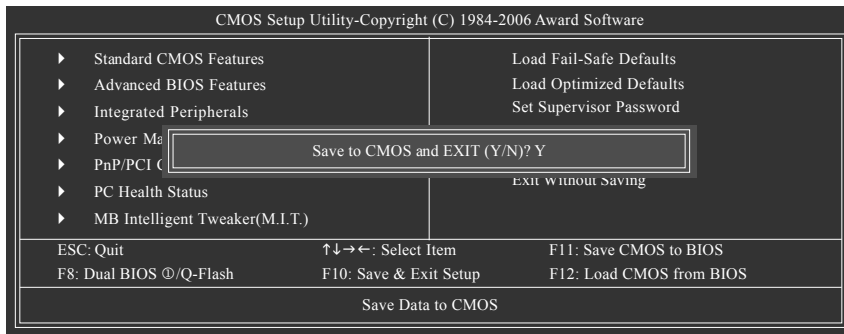 CMOS Setup Utility-Copyright (C) 1984-2006 Award Software
Standard CMOS Features
Advanced BIOS Features
Integrated Peripherals
Power Ma
PnP/PCI
PC Health Status
MB Intelligent Tweaker(M.I.T.)
Load Fail-Safe Defaults
Load Optimized Defaults
Set Supervisor Password
Exit Without Saving
Save to CMOS and EXIT (Y/N)? Y
ESC: Quit ↑↓→←: Select Item F11: Save CMOS to BIOS
F8: Dual BIOS ①/Q-Flash F10: Save & Exit Setup F12: Load CMOS from BIOS
Save Data to CMOS